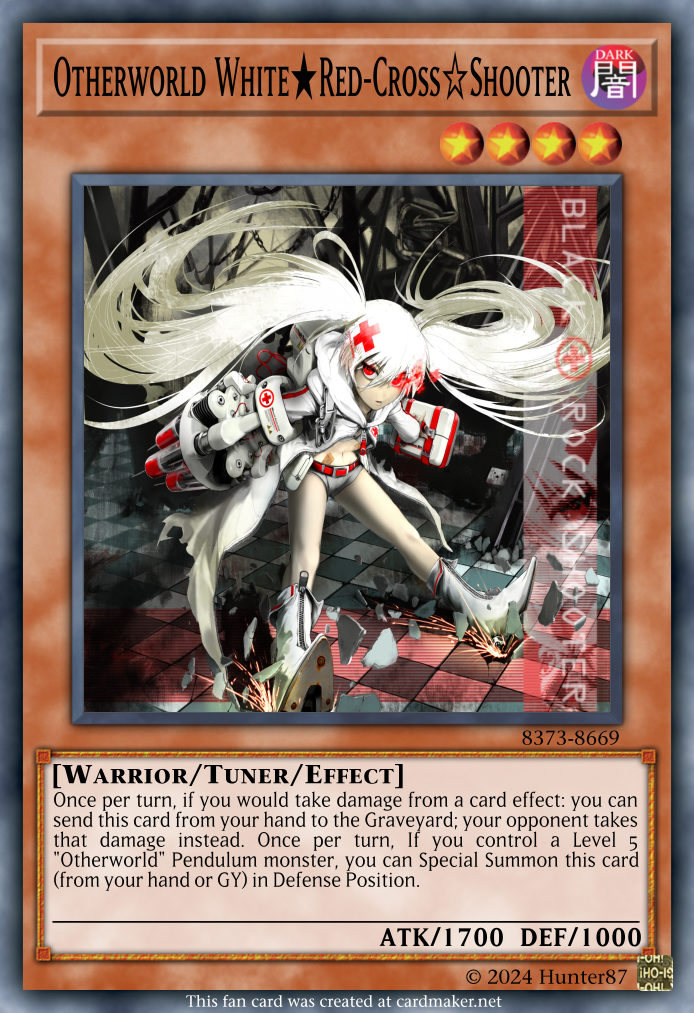 Otherworld White★Red-Cross☆Shooter
DARK
闇
BLACK ROCK SHOOTER
8373-8669
[Warrior/Tuner/Effect]
Once per turn, if you would take damage from a card effect: you can
send this card from your hand to the Graveyard; your opponent takes
that damage instead. Once per turn, If you control a Level 5
"Otherworld" Pendulum monster, you can Special Summon this card
(from your hand or GY) in Defense Position.
ATK/1700 DEF/1000
© 2024 Hunter87
This fan card was created at cardmaker.net